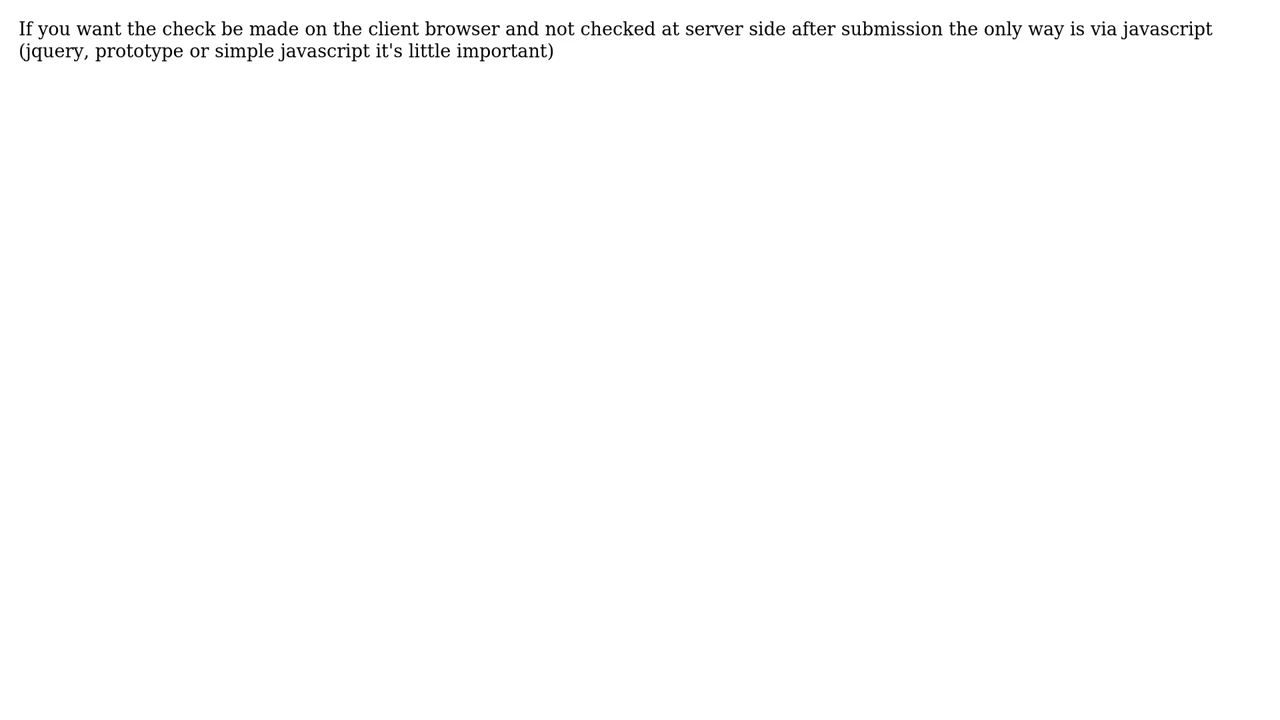 If you want the check be made on the client browser and not checked at server side after submission the only way is via javascript
(jquery, prototype or simple javascript it's little important)